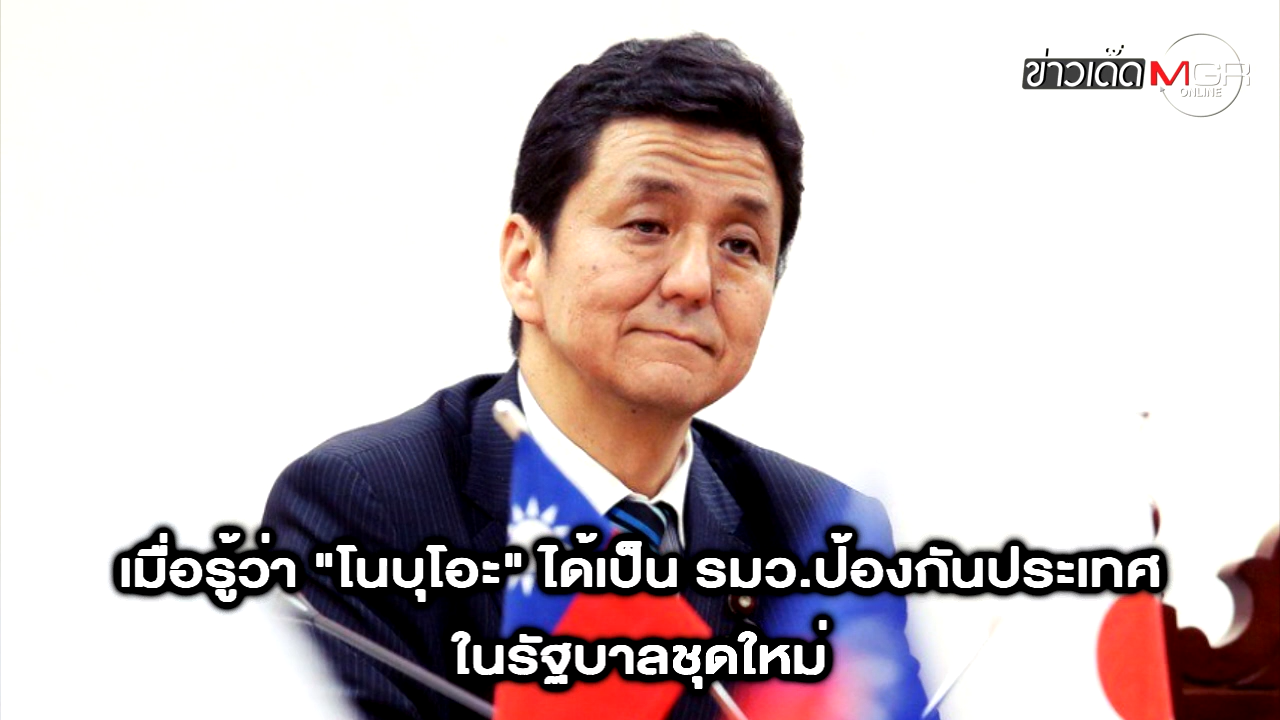 ข่าวเด็ด MGR
ONLINE
เมื่อรู้ว่า "โนบุโอะ" ได้เป็น รมว.ป้องกันประเทศ
ในรัฐบาลชุดใหม่